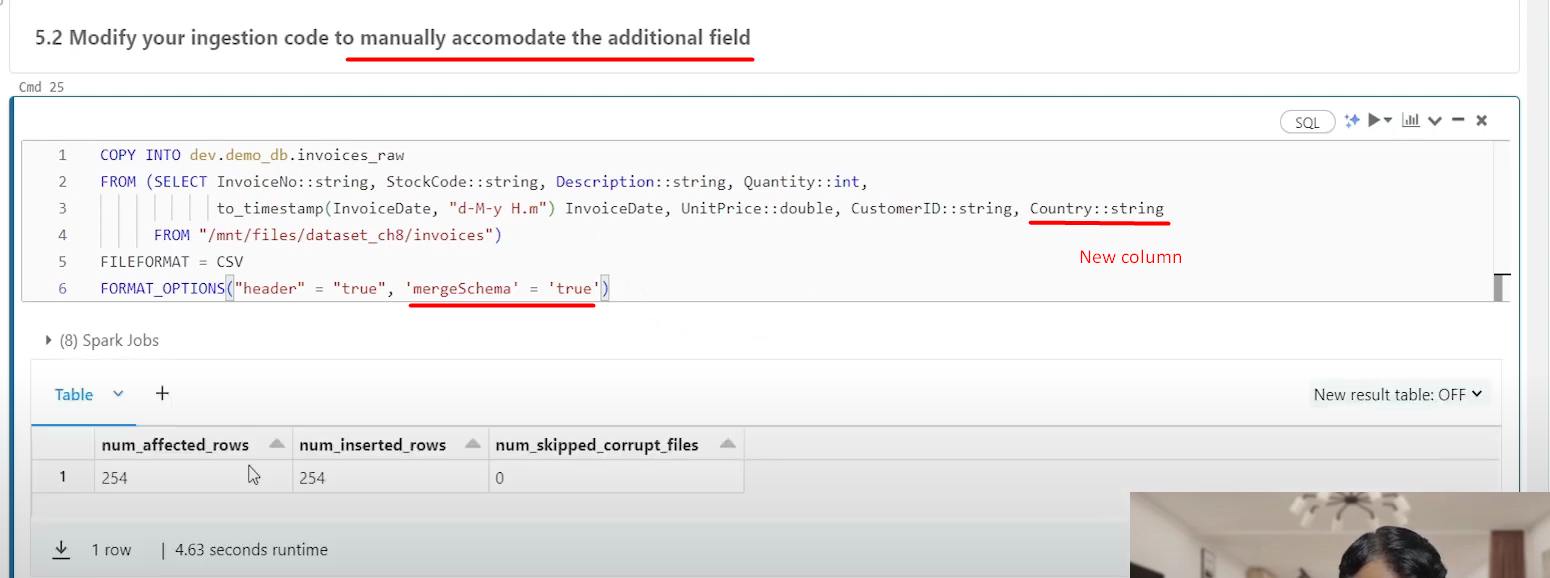 5.2 Modify your ingestion code to manually accomodate the additional field
Cmd 25
SQL
1 COPY INTO dev.demo_db.invoices_raw
2 FROM (SELECT InvoiceNo::string, StockCode::string, Description::string, Quantity::int,
3 to_timestamp(InvoiceDate, "d-M-y H.m") InvoiceDate, UnitPrice::double, CustomerID::string, Country::string
4 FROM "/mnt/files/dataset_ch8/invoices")
New column
5 FILEFORMAT = CSV
6 FORMAT_OPTIONS("header" = "true", 'mergeSchema' = 'true')
(8) Spark Jobs
Table +
New result table: OFF
num_affected_rows num_inserted_rows num_skipped_corrupt_files
1 254 254 0
1 row | 4.63 seconds runtime